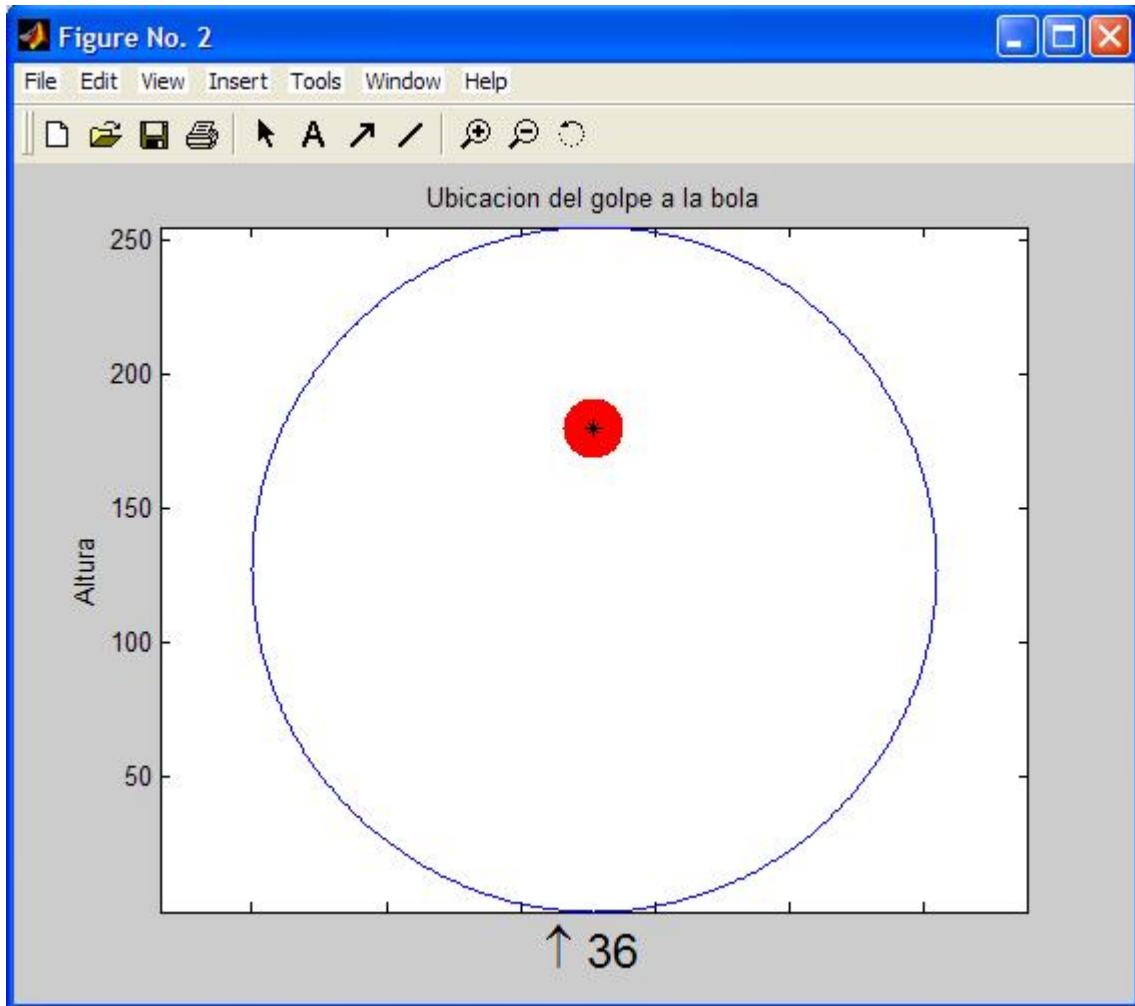 Figure No. 2
File Edit View Insert Tools Window Help
A
Ubicacion del golpe a la bola
250
200
150
100
50
Altura
↑ 36